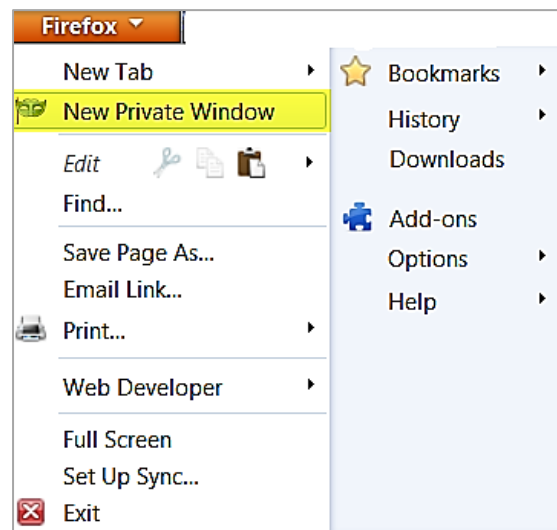 Firefox
New Tab
New Private Window
Edit
Find...
Save Page As...
Email Link...
Print...
Web Developer
Full Screen
Set Up Sync...
Exit
Bookmarks
History
Downloads
Add-ons
Options
Help